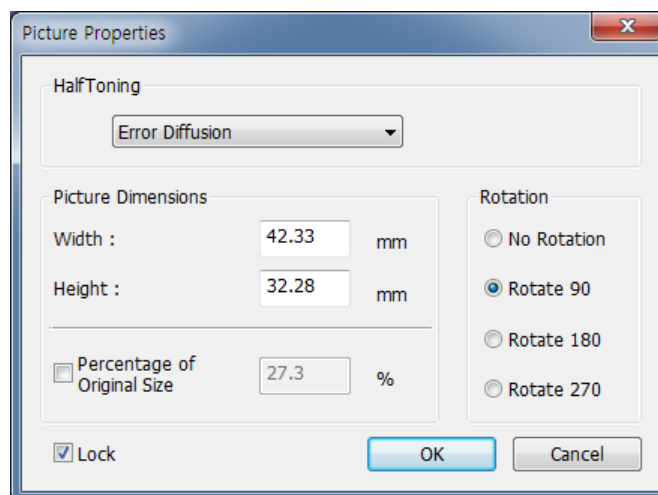 Picture Properties
HalfToning
Error Diffusion
Picture Dimensions
Width :
42.33
mm
Height :
32.28
mm
Percentage of
Original Size
27.3
%
Rotation
No Rotation
Rotate 90
Rotate 180
Rotate 270
Lock
OK
Cancel